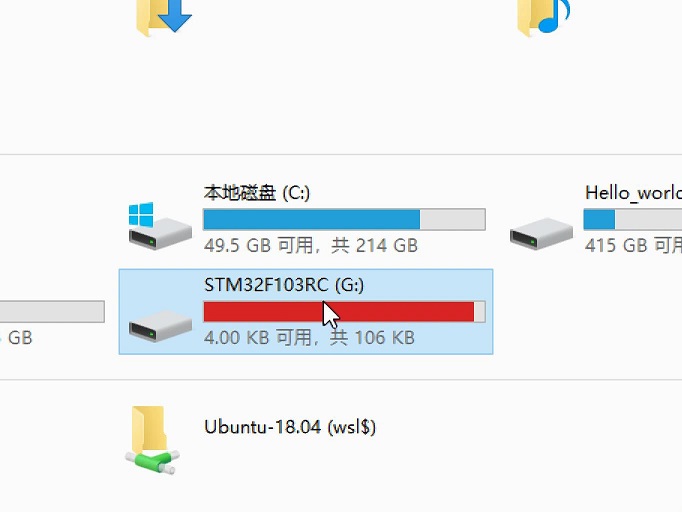 本地磁盘 (C:)
49.5 GB 可用，共 214 GB
Hello_world
415 GB 可用
STM32F103RC (G:)
4.00 KB 可用，共 106 KB
GB
Ubuntu-18.04 (wsl$)